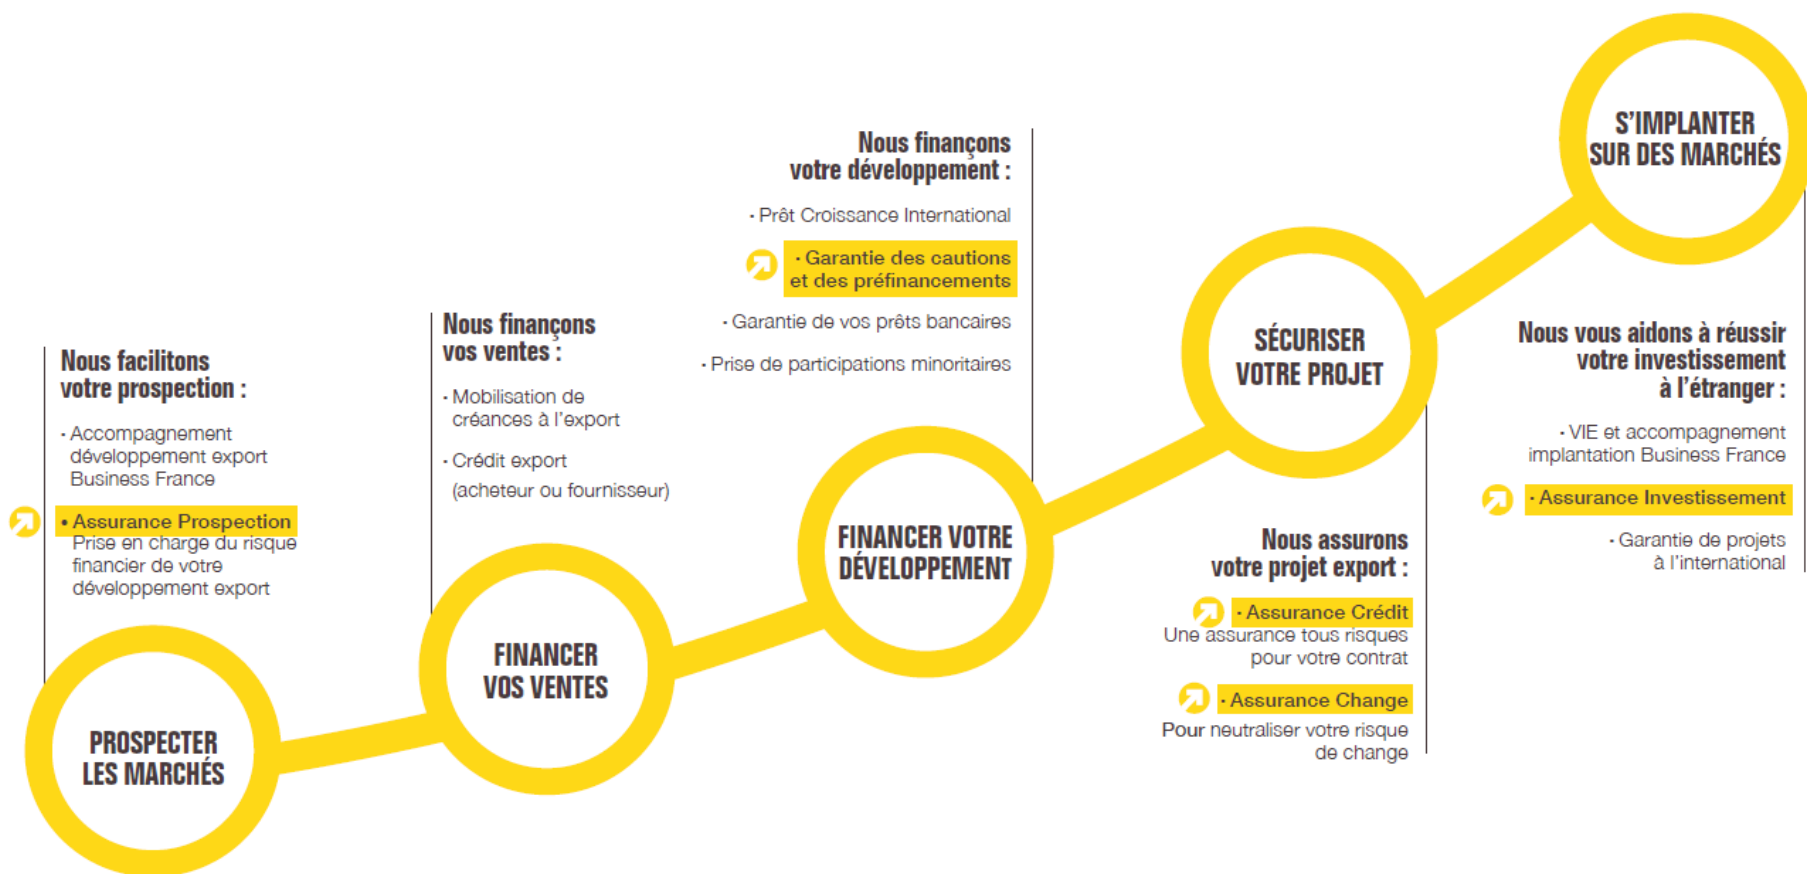 Nous facilitons
votre prospection :
· Accompagnement
développement export
Business France
• Assurance Prospection
Prise en charge du risque
financier de votre
développement export
PROSPECTER
LES MARCHÉS
Nous finançons
vos ventes :
· Mobilisation de
créances à l'export
· Crédit export
(acheteur ou fournisseur)
FINANCER
VOS VENTES
Nous finançons
votre développement :
· Prêt Croissance International
· Garantie des cautions
et des préfinancements
· Garantie de vos prêts bancaires
· Prise de participations minoritaires
FINANCER VOTRE
DÉVELOPPEMENT
SÉCURISER
VOTRE PROJET
Nous assurons
votre projet export :
· Assurance Crédit
Une assurance tous risques
pour votre contrat
· Assurance Change
Pour neutraliser votre risque
de change
S'IMPLANTER
SUR DES MARCHÉS
Nous vous aidons à réussir
votre investissement
à l'étranger :
· VIE et accompagnement
implantation Business France
· Assurance Investissement
· Garantie de projets
à l'international